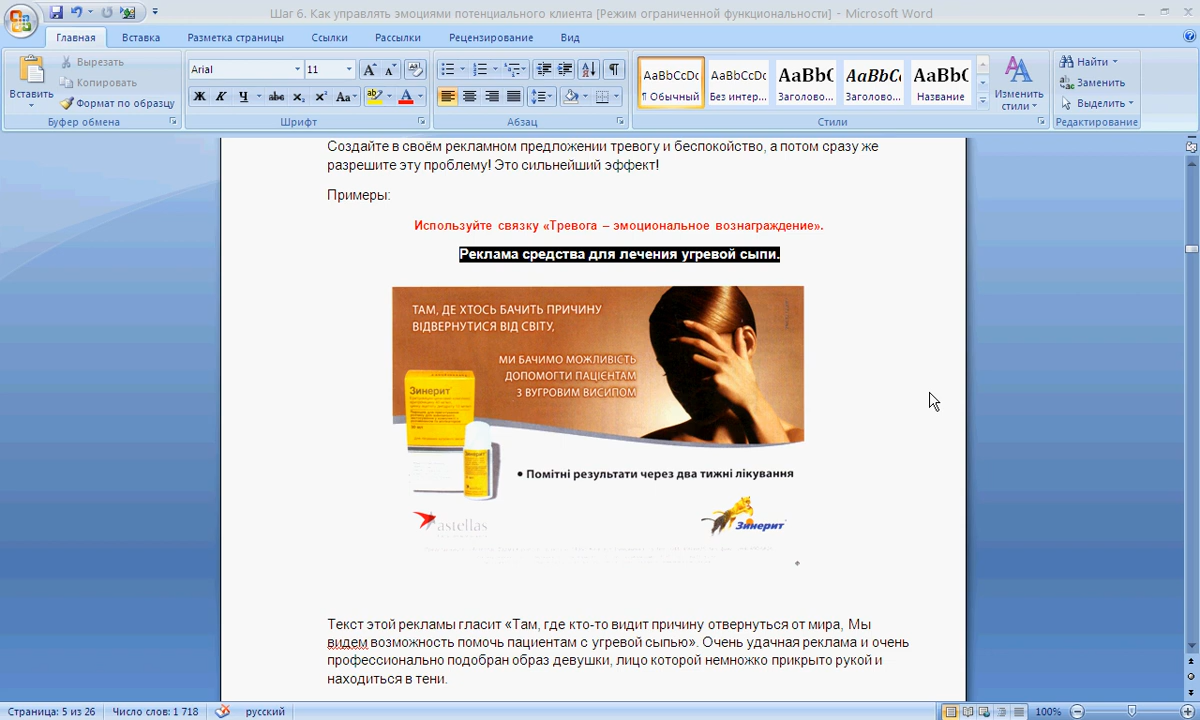 Шаг 6. Как управлять эмоциями потенциального клиента [Режим ограниченной функциональности] - Microsoft Word
Главная Вставка Разметка страницы Ссылки Рассылки Рецензирование Вид
Вставить
Вырезать
Копировать
Формат по образцу
Буфер обмена
Arial 11
Ж К Ч abc x₂ x² Aa
Шрифт
Абзац
AaBbCcDc AaBbCcDc AaBbC AaBbCc AaBbC
¶ Обычный Без интер... Заголово... Заголово... Название
Стили
Изменить стили
Найти
Заменить
Выделить
Редактирование
Создайте в своём рекламном предложении тревогу и беспокойство, а потом сразу же
разрешите эту проблему! Это сильнейший эффект!
Примеры:
Используйте связку «Тревога – эмоциональное вознаграждение».
Реклама средства для лечения угревой сыпи.
ТАМ, ДЕ ХТОСЬ БАЧИТЬ ПРИЧИНУ
ВІДВЕРНУТИСЯ ВІД СВІТУ,
МИ БАЧИМО МОЖЛИВІСТЬ
ДОПОМОГТИ ПАЦІЄНТАМ
З ВУГРОВИМ ВИСИПОМ
Зинерит
• Помітні результати через два тижні лікування
astellas
Зинерит
Текст этой рекламы гласит «Там, где кто-то видит причину отвернуться от мира, Мы
видем возможность помочь пациентам с угревой сыпью». Очень удачная реклама и очень
профессионально подобран образ девушки, лицо которой немножко прикрыто рукой и
находиться в тени.
Страница: 5 из 26 Число слов: 1 718 русский 100%